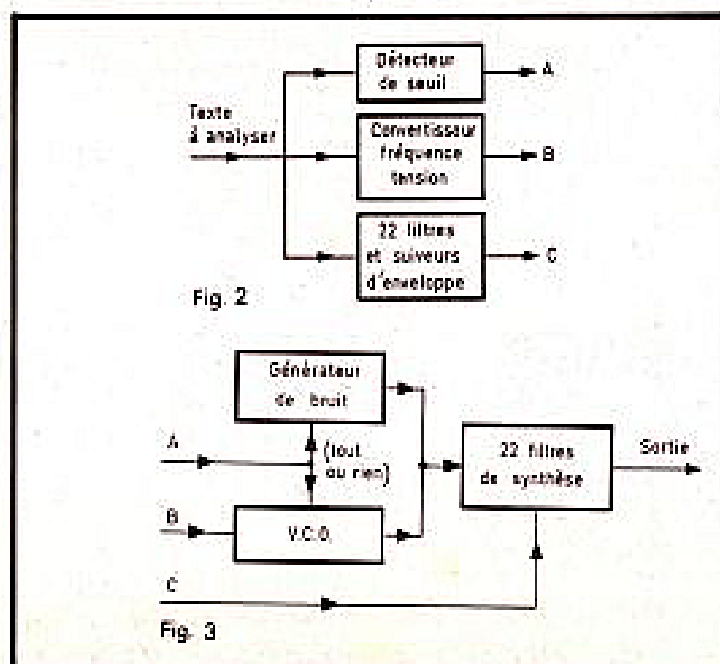 Détecteur
de seuil
A
Texte
à analyser
Convertisseur
fréquence
tension
B
22 filtres
et suiveurs
d'enveloppe
C
Fig. 2
Générateur
de bruit
A
(tout
ou rien)
22 filtres
de synthèse
Sortie
B
V.C.O.
C
Fig. 3